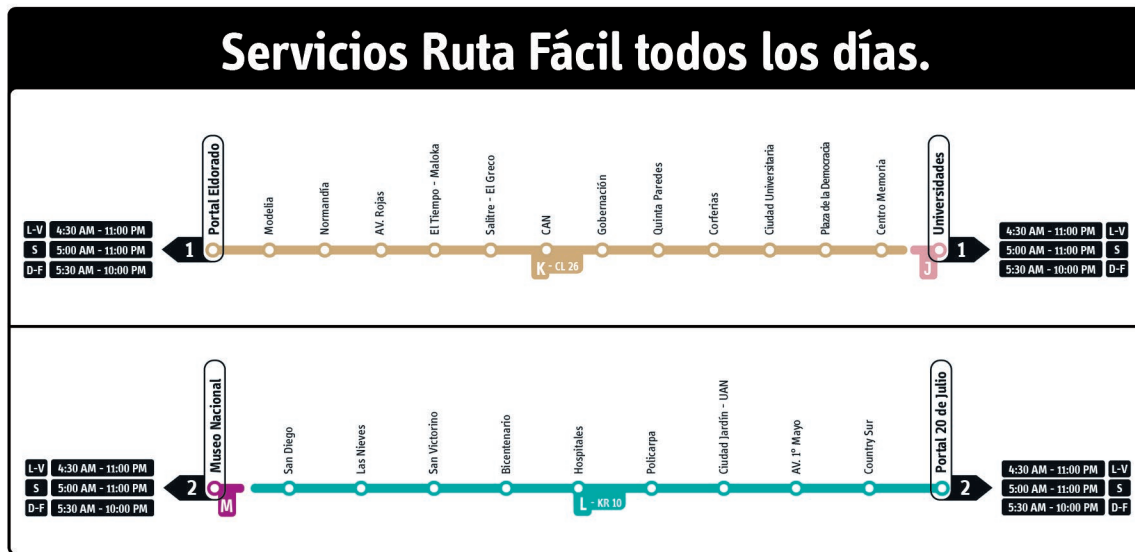 Servicios Ruta Fácil todos los días.
Portal Eldorado
Modelia
Normandía
AV. Rojas
El Tiempo - Maloka
Salitre - El Greco
CAN
Gobernación
Quinta Paredes
Corferias
Ciudad Universitaria
Plaza de la Democracia
Centro Memoria
Universidades
L-V 4:30 AM - 11:00 PM
S 5:00 AM - 11:00 PM
D-F 5:30 AM - 10:00 PM
1
K - CL 26
J
1
4:30 AM - 11:00 PM L-V
5:00 AM - 11:00 PM S
5:30 AM - 10:00 PM D-F
Museo Nacional
San Diego
Las Nieves
San Victorino
Bicentenario
Hospitales
Policarpa
Ciudad Jardín - UAN
AV. 1º Mayo
Country Sur
Portal 20 de Julio
L-V 4:30 AM - 11:00 PM
S 5:00 AM - 11:00 PM
D-F 5:30 AM - 10:00 PM
2
M
L - KR 10
2
4:30 AM - 11:00 PM L-V
5:00 AM - 11:00 PM S
5:30 AM - 10:00 PM D-F